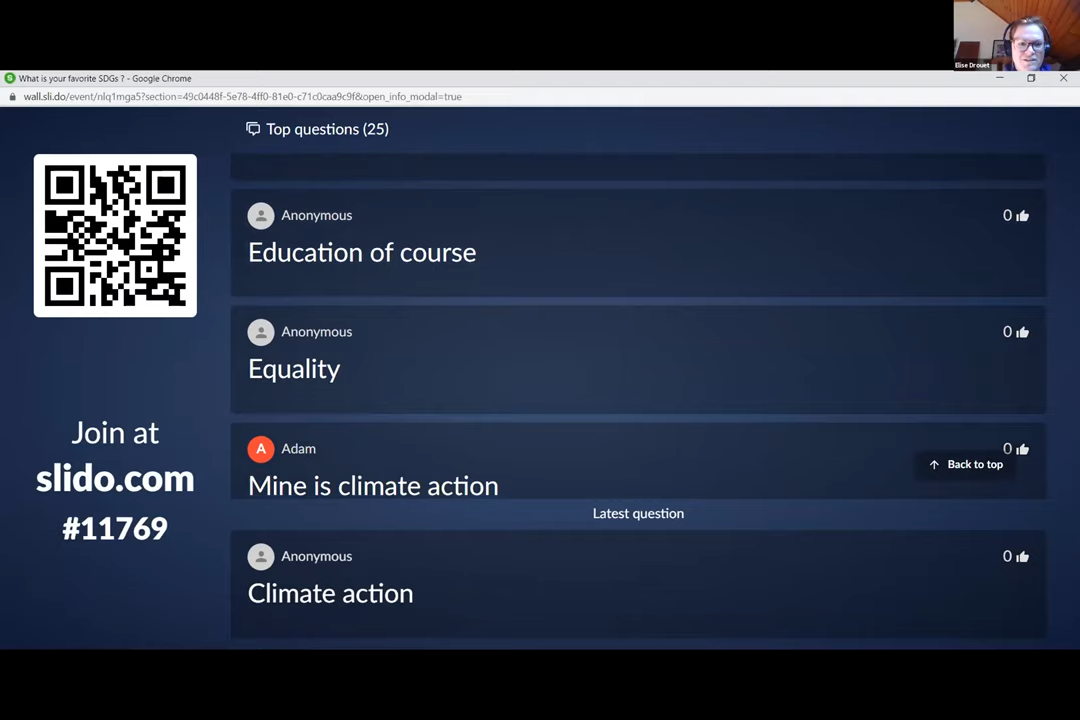 Elise Drouet
What is your favorite SDGs ? - Google Chrome
wall.sli.do/event/nlq1mga5?section=49c0448f-5e78-4ff0-81e0-c71c0caa9c9f&open_info_modal=true
Top questions (25)
Anonymous
0
Education of course
Anonymous
0
Equality
A
Adam
0
Back to top
Mine is climate action
Latest question
Anonymous
0
Climate action
Join at
slido.com
#11769